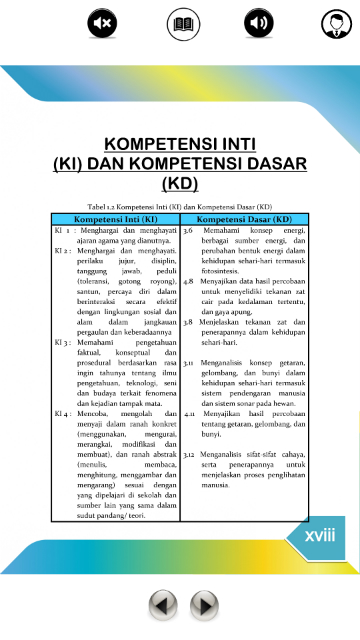 KOMPETENSI INTI
(KI) DAN KOMPETENSI DASAR
(KD)
Tabel 1.2 Kompetensi Inti (KI) dan Kompetensi Dasar (KD)
Kompetensi Inti (KI)
KI 1 : Menghargai dan menghayati
ajaran agama yang dianutnya.
KI 2 : Menghargai dan menghayati.
perilaku jujur, disiplin,
tanggung jawab, peduli
(toleransi, gotong royong),
santun, percaya diri dalam
berinteraksi secara efektif
dengan lingkungan sosial dan
alam dalam jangkauan
pergaulan dan keberadaannya
KI 3 : Memahami pengetahuan
faktual, konseptual dan
prosedural berdasarkan rasa
ingin tahunya tentang ilmu
pengetahuan, teknologi, seni
dan budaya terkait fenomena
dan kejadian tampak mata.
KI 4 : Mencoba, mengolah dan
menyaji dalam ranah konkret
(menggunakan, mengurai,
merangkai, modifikasi dan
membuat), dan ranah abstrak
(menulis, membaca,
menghitung, menggambar dan
mengarang) sesuai dengan
yang dipelajari di sekolah dan
sumber lain yang sama dalam
sudut pandang/ teori.
Kompetensi Dasar (KD)
3.6 Memahami konsep energi,
berbagai sumber energi, dan
perubahan bentuk energi dalam
kehidupan sehari-hari termasuk
fotosintesis.
4.8 Menyajikan data hasil percobaan
untuk menyelidiki tekanan zat
cair pada kedalaman tertentu,
dan gaya apung.
3.8 Menjelaskan tekanan zat dan
penerapannya dalam kehidupan
sehari-hari.
3.11 Menganalisis konsep getaran,
gelombang, dan bunyi dalam
kehidupan sehari-hari termasuk
sistem pendengaran manusia
dan sistem sonar pada hewan.
4.11 Menyajikan hasil percobaan
tentang getaran, gelombang, dan
bunyi.
3.12 Menganalisis sifat-sifat cahaya,
serta penerapannya untuk
menjelaskan proses penglihatan
manusia.
xviii